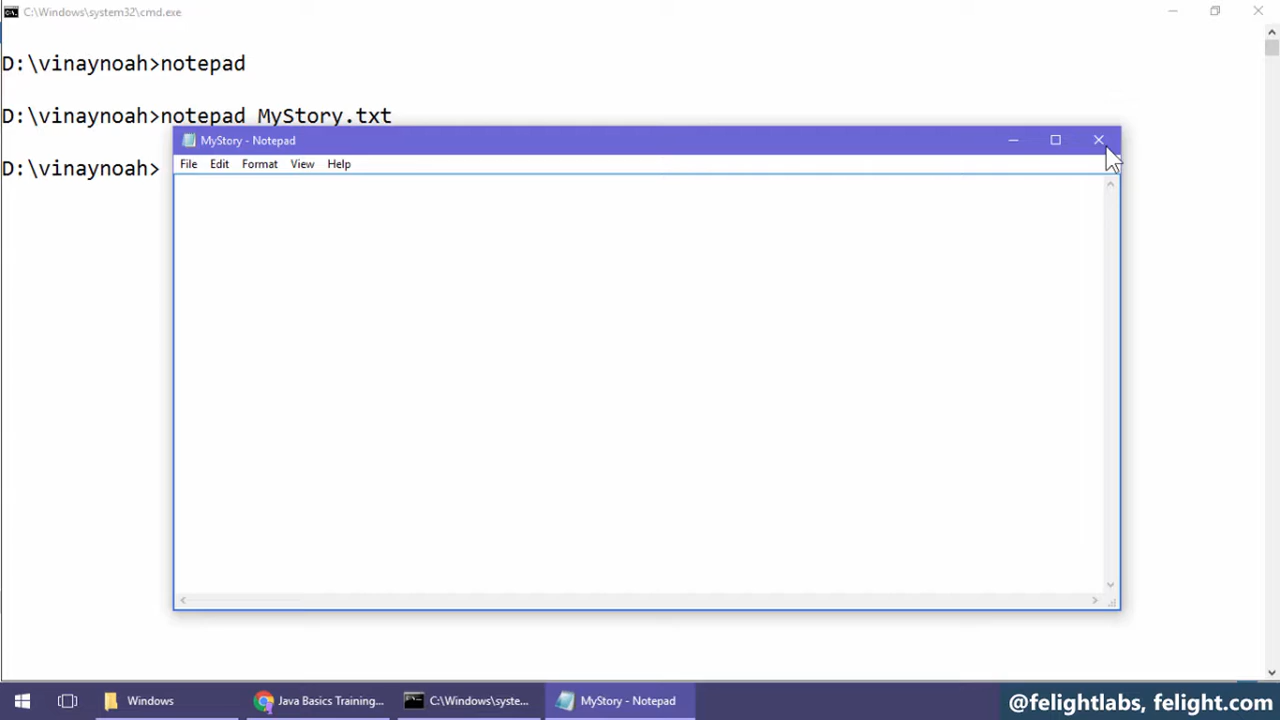 C:\Windows\system32\cmd.exe
D:\vinaynoah>notepad
D:\vinaynoah>notepad MyStory.txt
MyStory - Notepad
D:\vinaynoah>
File Edit Format View Help
Windows
Java Basics Training...
C:\Windows\syste...
MyStory - Notepad
@felightlabs, felight.com